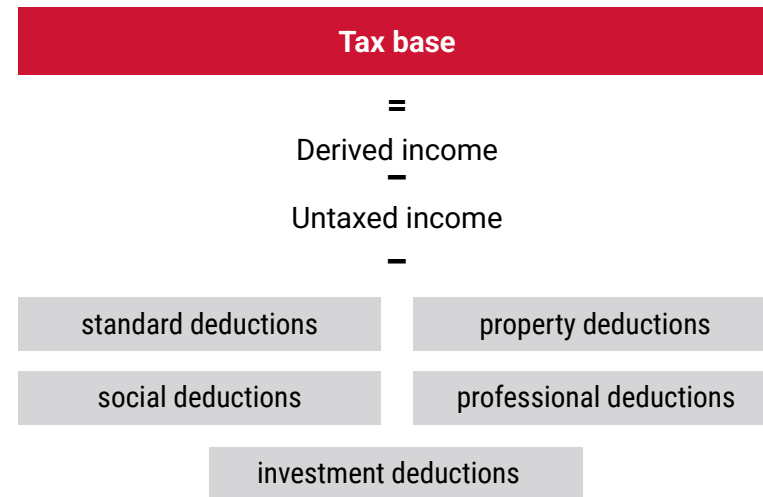 Tax base
=
Derived income
–
Untaxed income
–
standard deductions
property deductions
social deductions
professional deductions
investment deductions